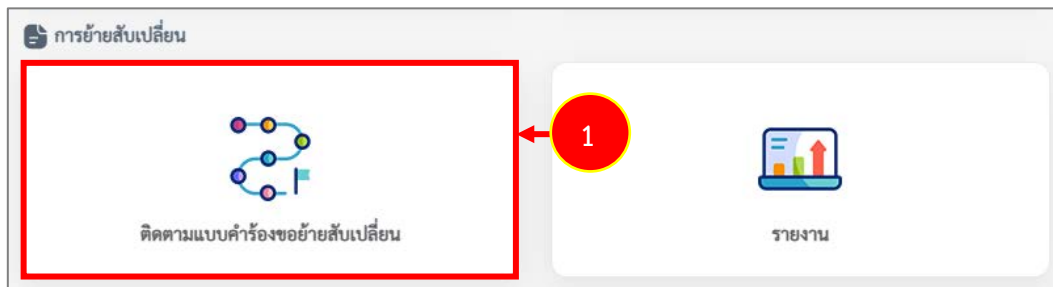 การย้ายสับเปลี่ยน
1
ติดตามแบบคำร้องขอย้ายสับเปลี่ยน
รายงาน